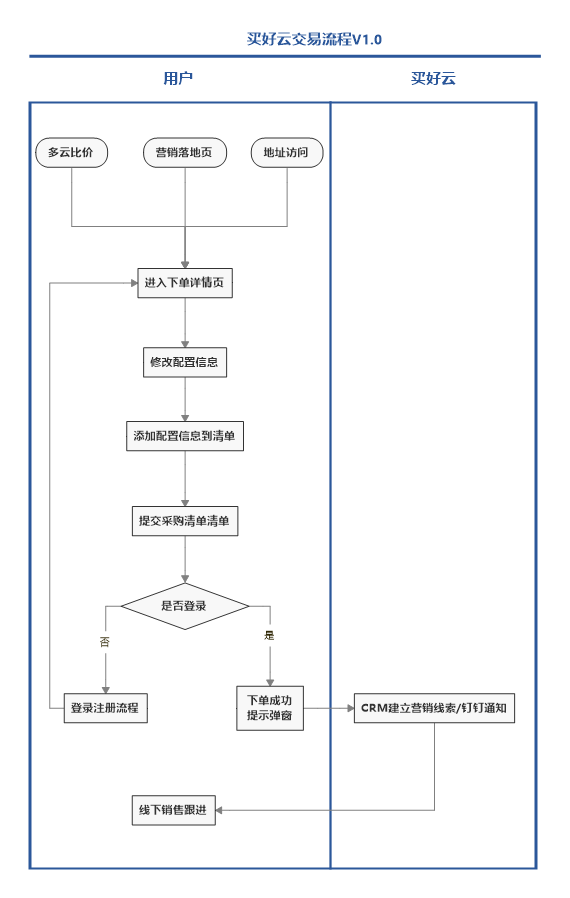 买好云交易流程V1.0
用户
买好云
多云比价
营销落地页
地址访问
进入下单详情页
修改配置信息
添加配置信息到清单
提交采购清单清单
是否登录
否
是
登录注册流程
下单成功
提示弹窗
CRM建立营销线索/钉钉通知
线下销售跟进